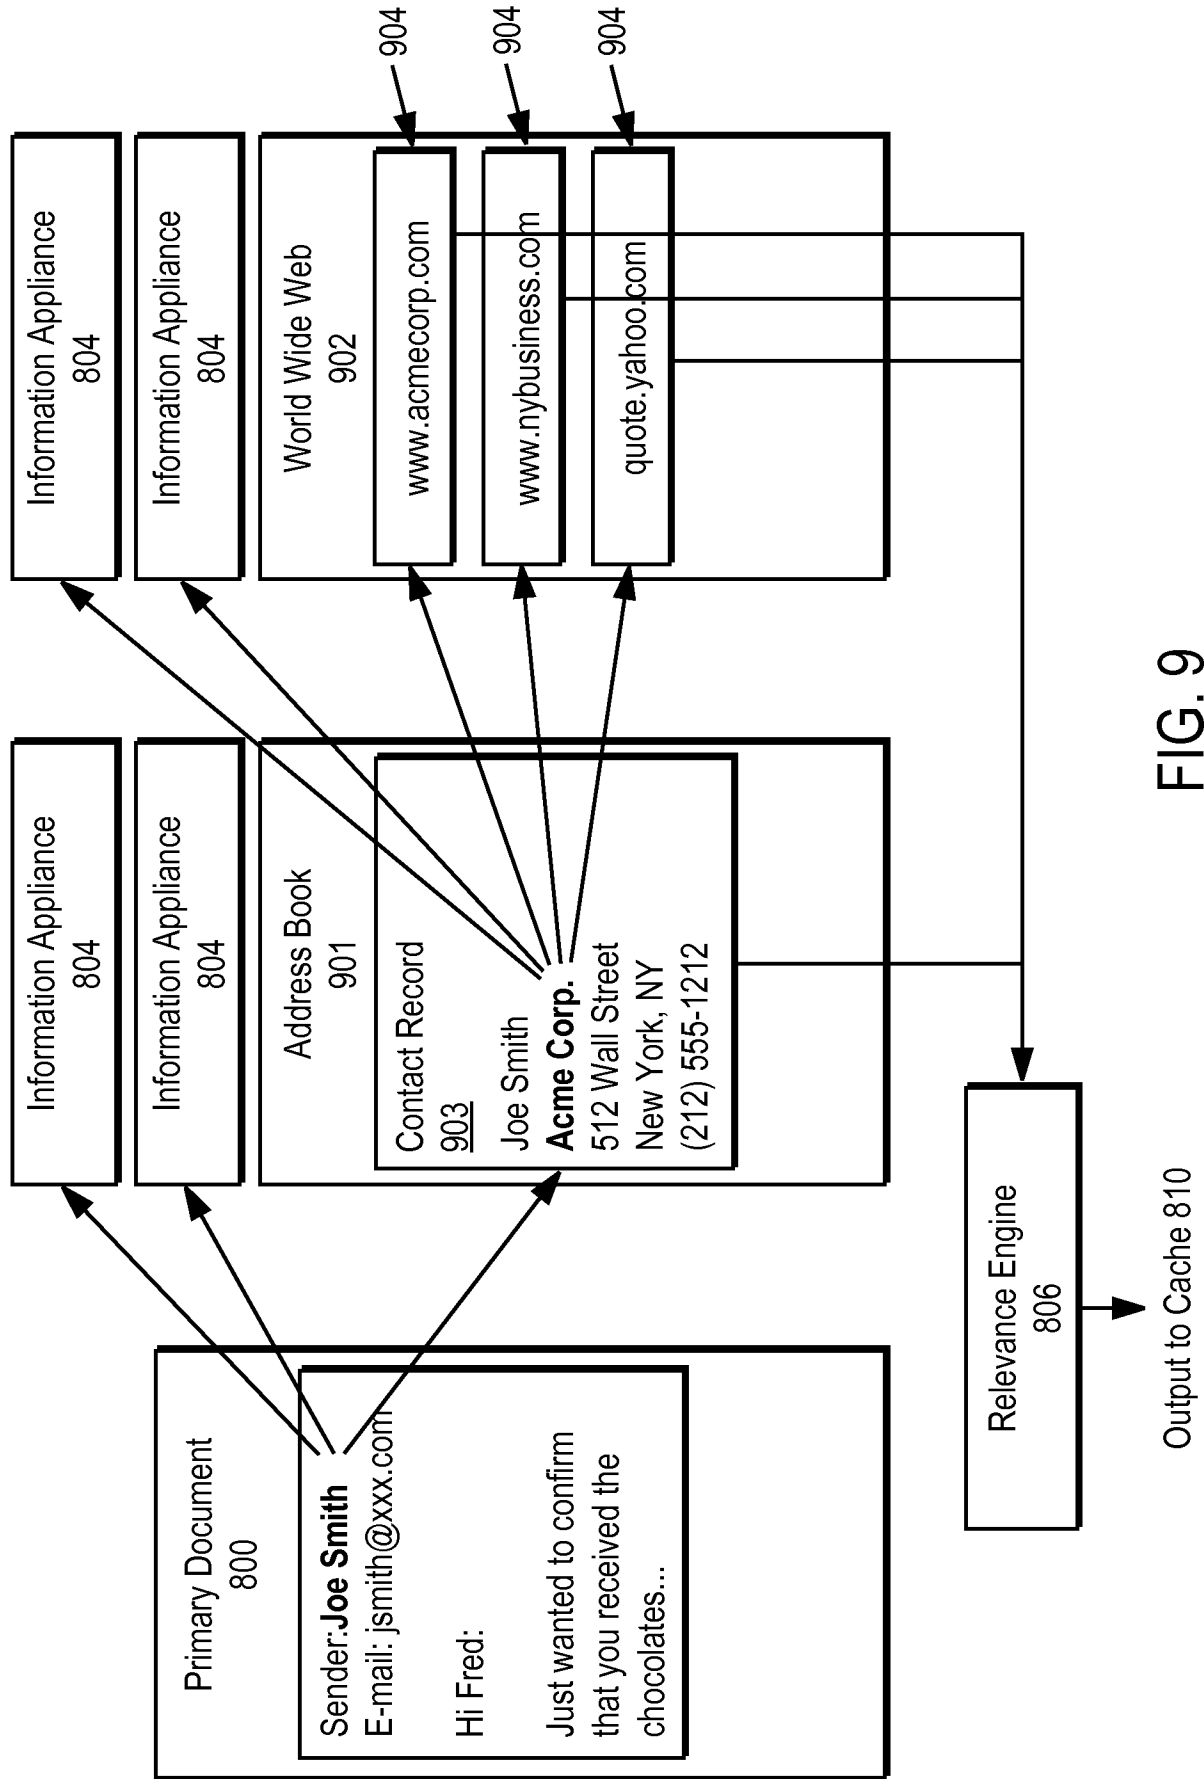 Primary Document
800
Sender:Joe Smith
E-mail: jsmith@xxx.com
Hi Fred:
Just wanted to confirm
that you received the
chocolates...
Information Appliance
804
Information Appliance
804
Address Book
901
Contact Record
903
Joe Smith
Acme Corp.
512 Wall Street
New York, NY
(212) 555-1212
Information Appliance
804
Information Appliance
804
World Wide Web
902
www.acmecorp.com
904
www.nybusiness.com
904
quote.yahoo.com
904
Relevance Engine
806
Output to Cache 810
FIG. 9